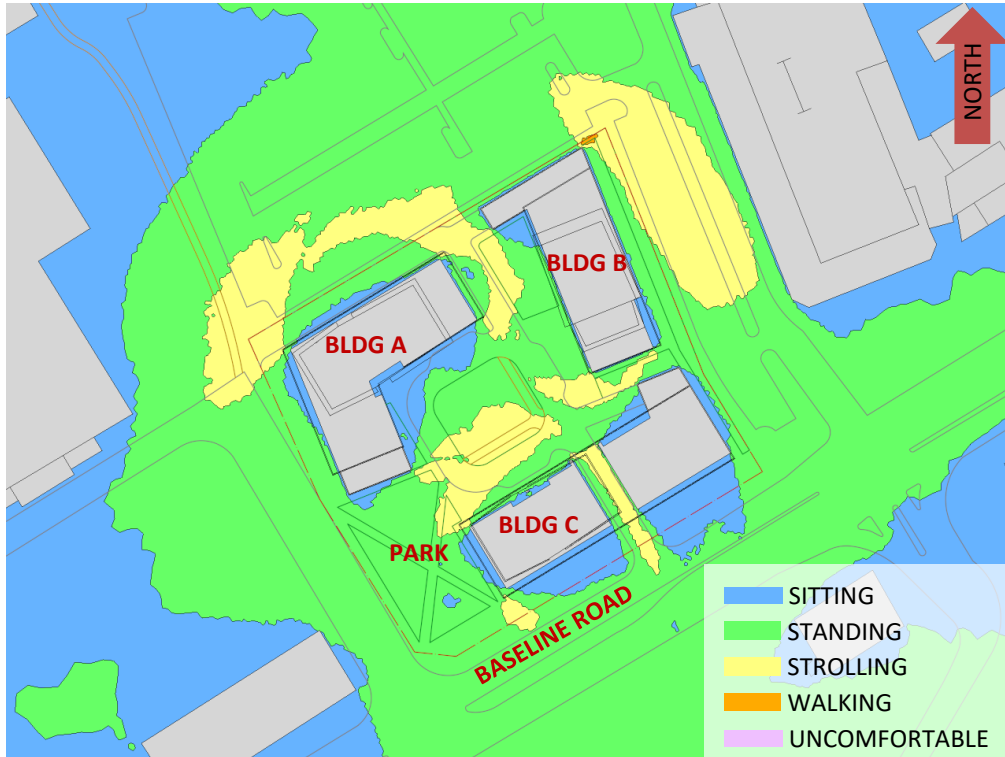 NORTH
BLDG B
BLDG A
BLDG C
PARK
BASELINE ROAD
SITTING
STANDING
STROLLING
WALKING
UNCOMFORTABLE